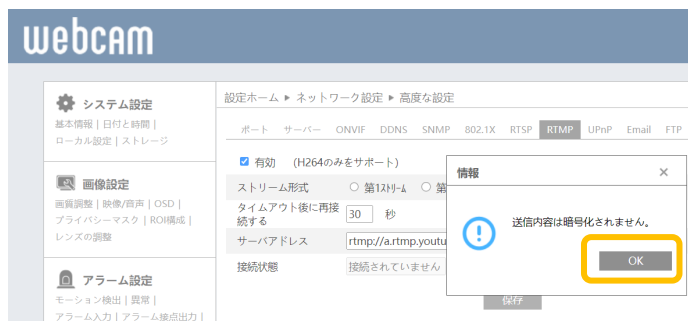 webcam
システム設定
基本情報 | 日付と時間 |
ローカル設定 | ストレージ
画像設定
画質調整 | 映像/音声 | OSD |
プライバシーマスク | ROI構成 |
レンズの調整
アラーム設定
モーション検出 | 異常 |
アラーム入力 | アラーム接点出力 |
設定ホーム ▶ ネットワーク設定 ▶ 高度な設定
ポート サーバー ONVIF DDNS SNMP 802.1X RTSP RTMP UPnP Email FTP
有効 (H264のみをサポート)
ストリーム形式 第1ストリーム 第
タイムアウト後に再接続する 30 秒
サーバアドレス rtmp://a.rtmp.youtu
接続状態 接続されていません
保存
情報 ×
送信内容は暗号化されません。
OK